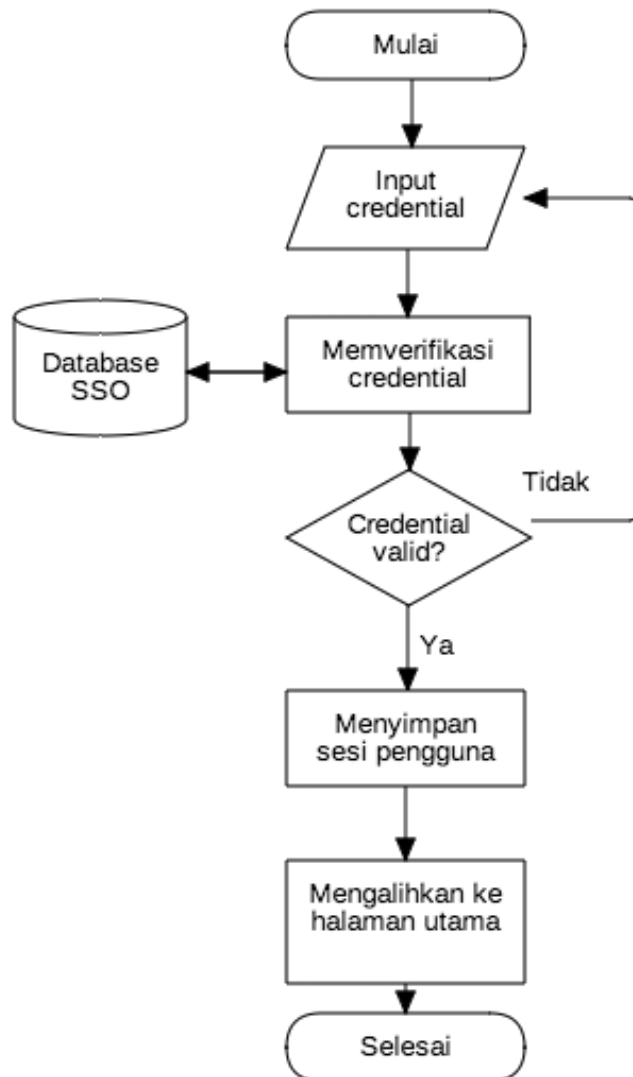 Mulai
Input
credential
Memverifikasi
credential
Database
SSO
Credential
valid?
Tidak
Ya
Menyimpan
sesi pengguna
Mengalihkan ke
halaman utama
Selesai